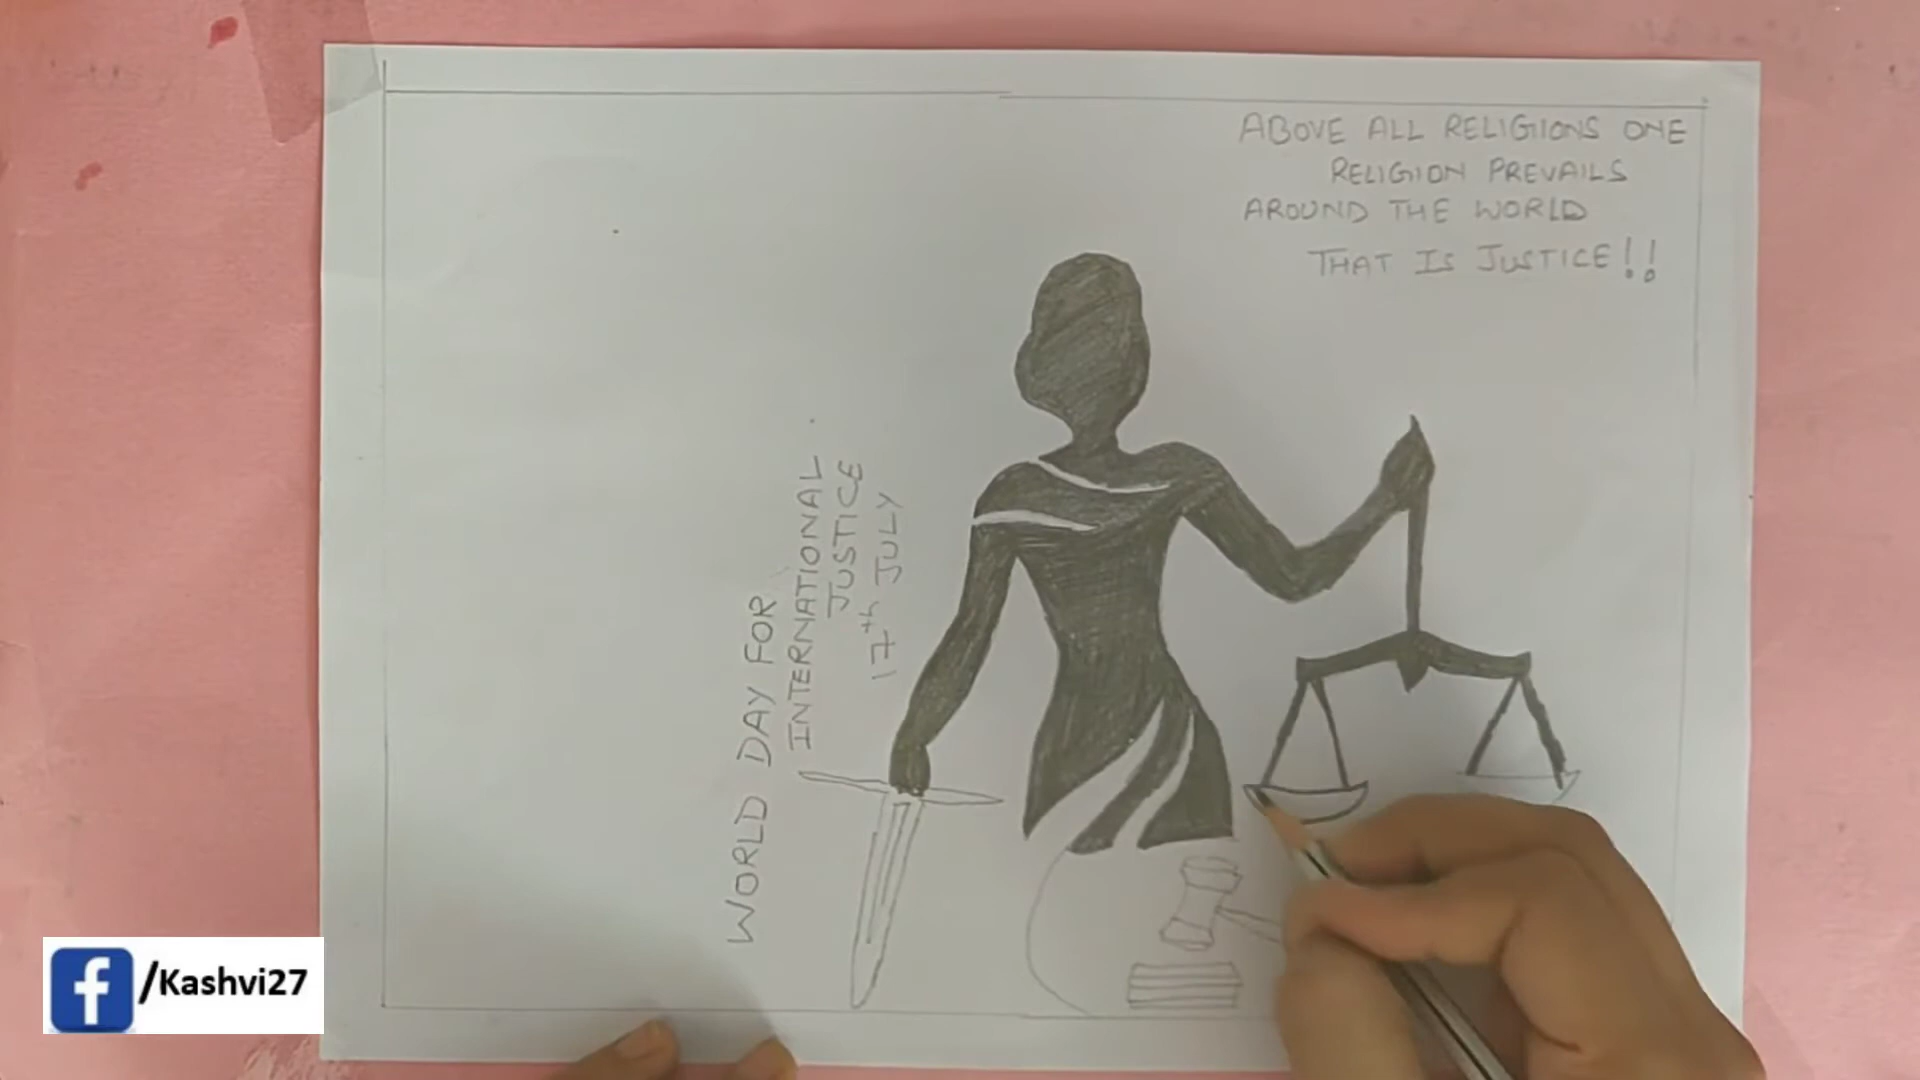 ABOVE ALL RELIGIONS ONE
RELIGION PREVAILS
AROUND THE WORLD
THAT IS JUSTICE!!
WORLD DAY FOR
INTERNATIONAL
JUSTICE
17th JULY
f/Kashvi27